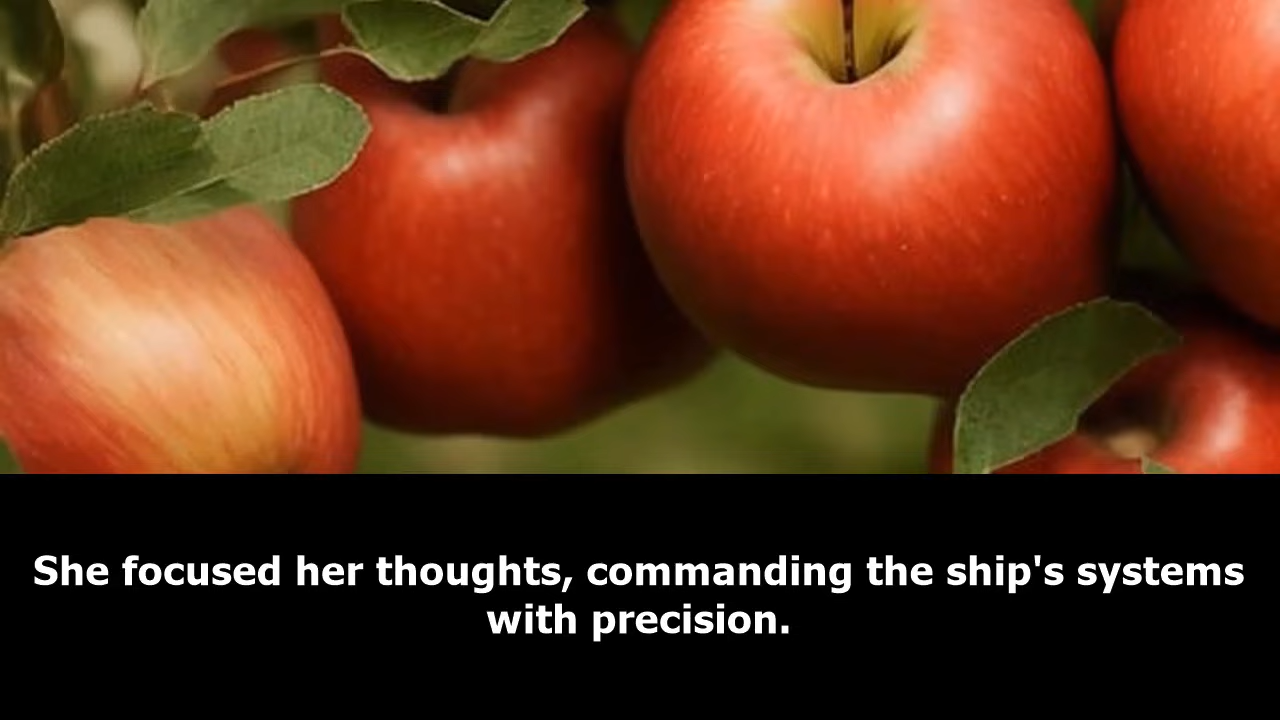 She focused her thoughts, commanding the ship's systems
with precision.